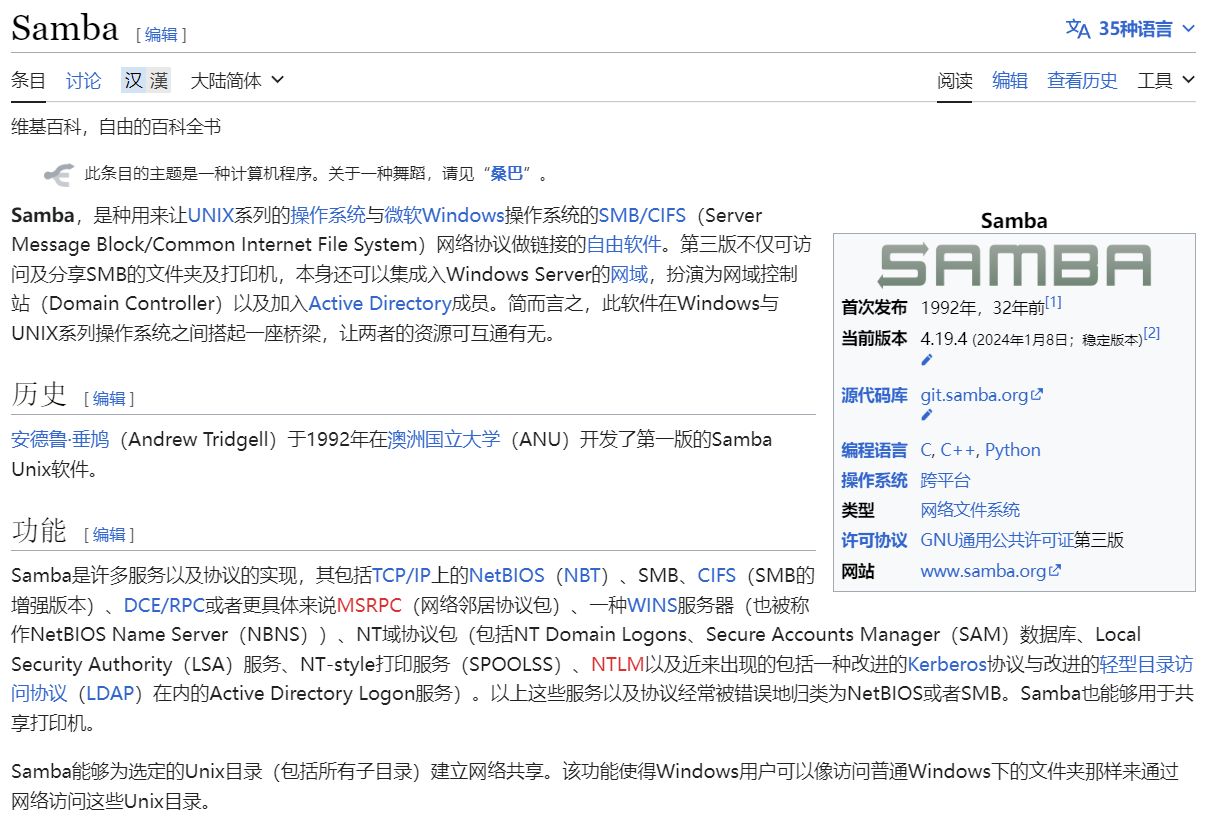 Samba [ 编辑 ]
文A 35种语言
条目 讨论 汉 漢 大陆简体
阅读 编辑 查看历史 工具
维基百科，自由的百科全书
此条目的主题是一种计算机程序。关于一种舞蹈，请见“桑巴”。
Samba，是种用来让UNIX系列的操作系统与微软Windows操作系统的SMB/CIFS（Server
Message Block/Common Internet File System）网络协议做链接的自由软件。第三版不仅可访
问及分享SMB的文件夹及打印机，本身还可以集成入Windows Server的网域，扮演为网域控制
站（Domain Controller）以及加入Active Directory成员。简而言之，此软件在Windows与
UNIX系列操作系统之间搭起一座桥梁，让两者的资源可互通有无。
Samba
SAMBA
首次发布 1992年，32年前[1]
当前版本 4.19.4 (2024年1月8日；稳定版本)[2]
源代码库 git.samba.org
编程语言 C, C++, Python
操作系统 跨平台
类型 网络文件系统
许可协议 GNU通用公共许可证第三版
网站 www.samba.org
历史 [ 编辑 ]
安德鲁·垂鸠（Andrew Tridgell）于1992年在澳洲国立大学（ANU）开发了第一版的Samba
Unix软件。
功能 [ 编辑 ]
Samba是许多服务以及协议的实现，其包括TCP/IP上的NetBIOS（NBT）、SMB、CIFS（SMB的
增强版本）、DCE/RPC或者更具体来说MSRPC（网络邻居协议包）、一种WINS服务器（也被称
作NetBIOS Name Server（NBNS））、NT域协议包（包括NT Domain Logons、Secure Accounts Manager（SAM）数据库、Local
Security Authority（LSA）服务、NT-style打印服务（SPOOLSS）、NTLM以及近来出现的包括一种改进的Kerberos协议与改进的轻型目录访
问协议（LDAP）在内的Active Directory Logon服务）。以上这些服务以及协议经常被错误地归类为NetBIOS或者SMB。Samba也能够用于共
享打印机。
Samba能够为选定的Unix目录（包括所有子目录）建立网络共享。该功能使得Windows用户可以像访问普通Windows下的文件夹那样来通过
网络访问这些Unix目录。